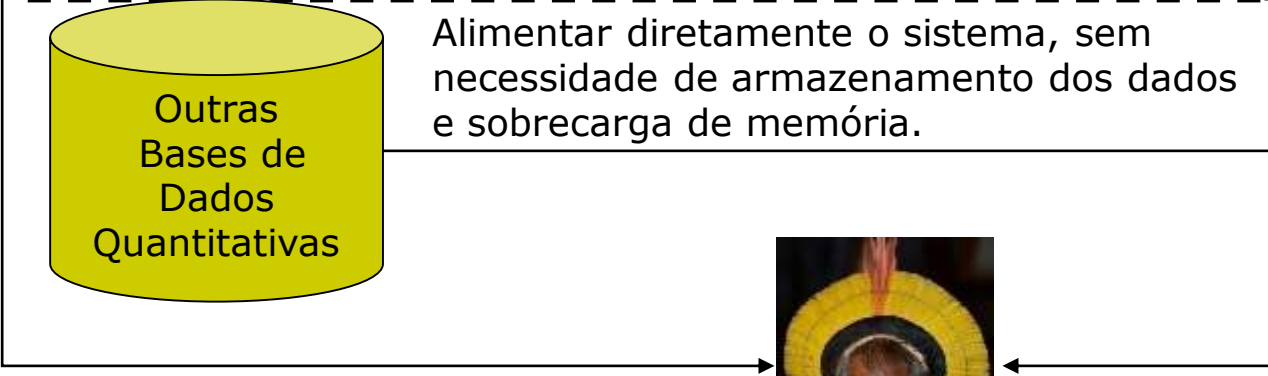 Outras
Bases de
Dados
Quantitativas
Alimentar diretamente o sistema, sem
necessidade de armazenamento dos dados
e sobrecarga de memória.